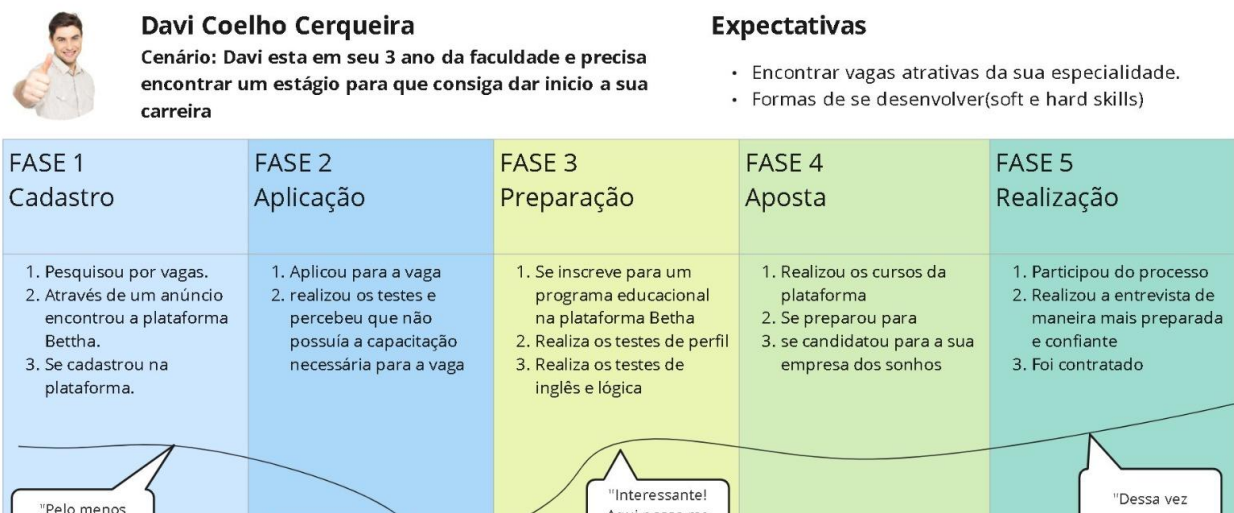 Davi Coelho Cerqueira
Cenário: Davi esta em seu 3 ano da faculdade e precisa
encontrar um estágio para que consiga dar inicio a sua
carreira
Expectativas
• Encontrar vagas atrativas da sua especialidade.
• Formas de se desenvolver(soft e hard skills)
FASE 1
Cadastro
1. Pesquisou por vagas.
2. Através de um anúncio
encontrou a plataforma
Bettha.
3. Se cadastrou na
plataforma.
FASE 2
Aplicação
1. Aplicou para a vaga
2. realizou os testes e
percebeu que não
possuía a capacitação
necessária para a vaga
FASE 3
Preparação
1. Se inscreve para um
programa educacional
na plataforma Betha
2. Realiza os testes de perfil
3. Realiza os testes de
inglês e lógica
FASE 4
Aposta
1. Realizou os cursos da
plataforma
2. Se preparou para
3. se candidatou para a sua
empresa dos sonhos
FASE 5
Realização
1. Participou do processo
2. Realizou a entrevista de
maneira mais preparada
e confiante
3. Foi contratado
"Pelo menos
"Interessante!
"Dessa vez